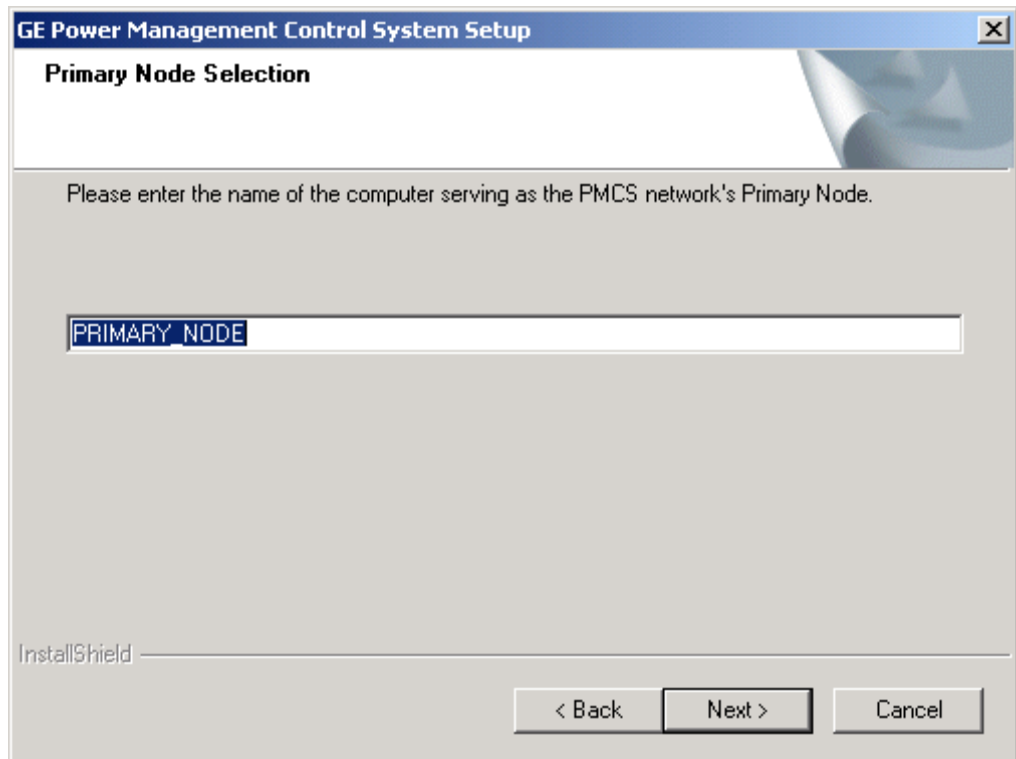 GE Power Management Control System Setup
Primary Node Selection
Please enter the name of the computer serving as the PMCS network's Primary Node.
PRIMARY_NODE
InstallShield
< Back Next > Cancel